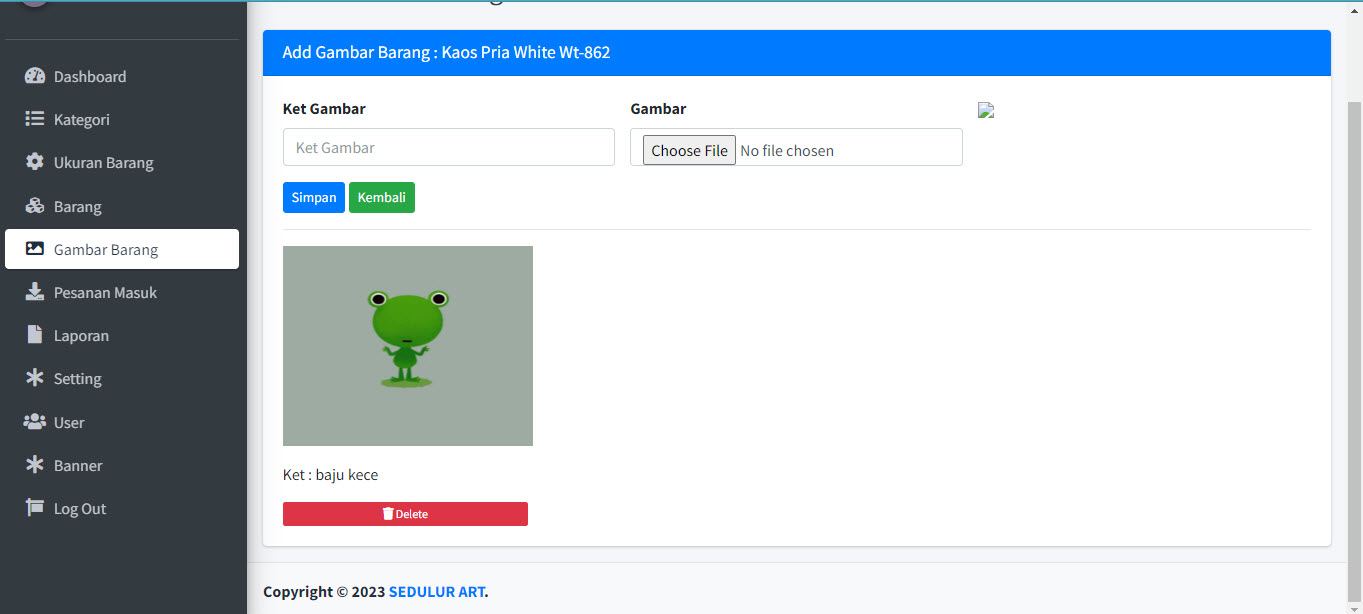 Dashboard
Kategori
Ukuran Barang
Barang
Gambar Barang
Pesanan Masuk
Laporan
Setting
User
Banner
Log Out
Add Gambar Barang : Kaos Pria White Wt-862
Ket Gambar
Gambar
Ket Gambar
Choose File No file chosen
Simpan Kembali
Ket : baju kece
Delete
Copyright © 2023 SEDULUR ART.